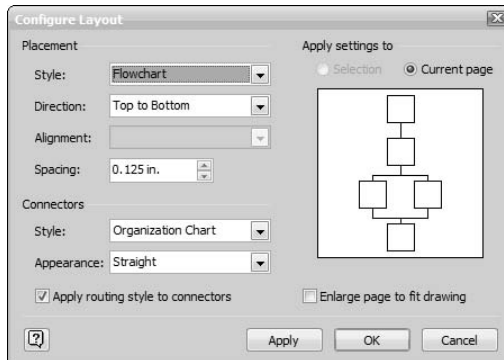 Configure Layout
Placement
Style: Flowchart
Direction: Top to Bottom
Alignment:
Spacing: 0.125 in.
Connectors
Style: Organization Chart
Appearance: Straight
Apply routing style to connectors
Apply settings to
Selection Current page
Enlarge page to fit drawing
?
Apply OK Cancel